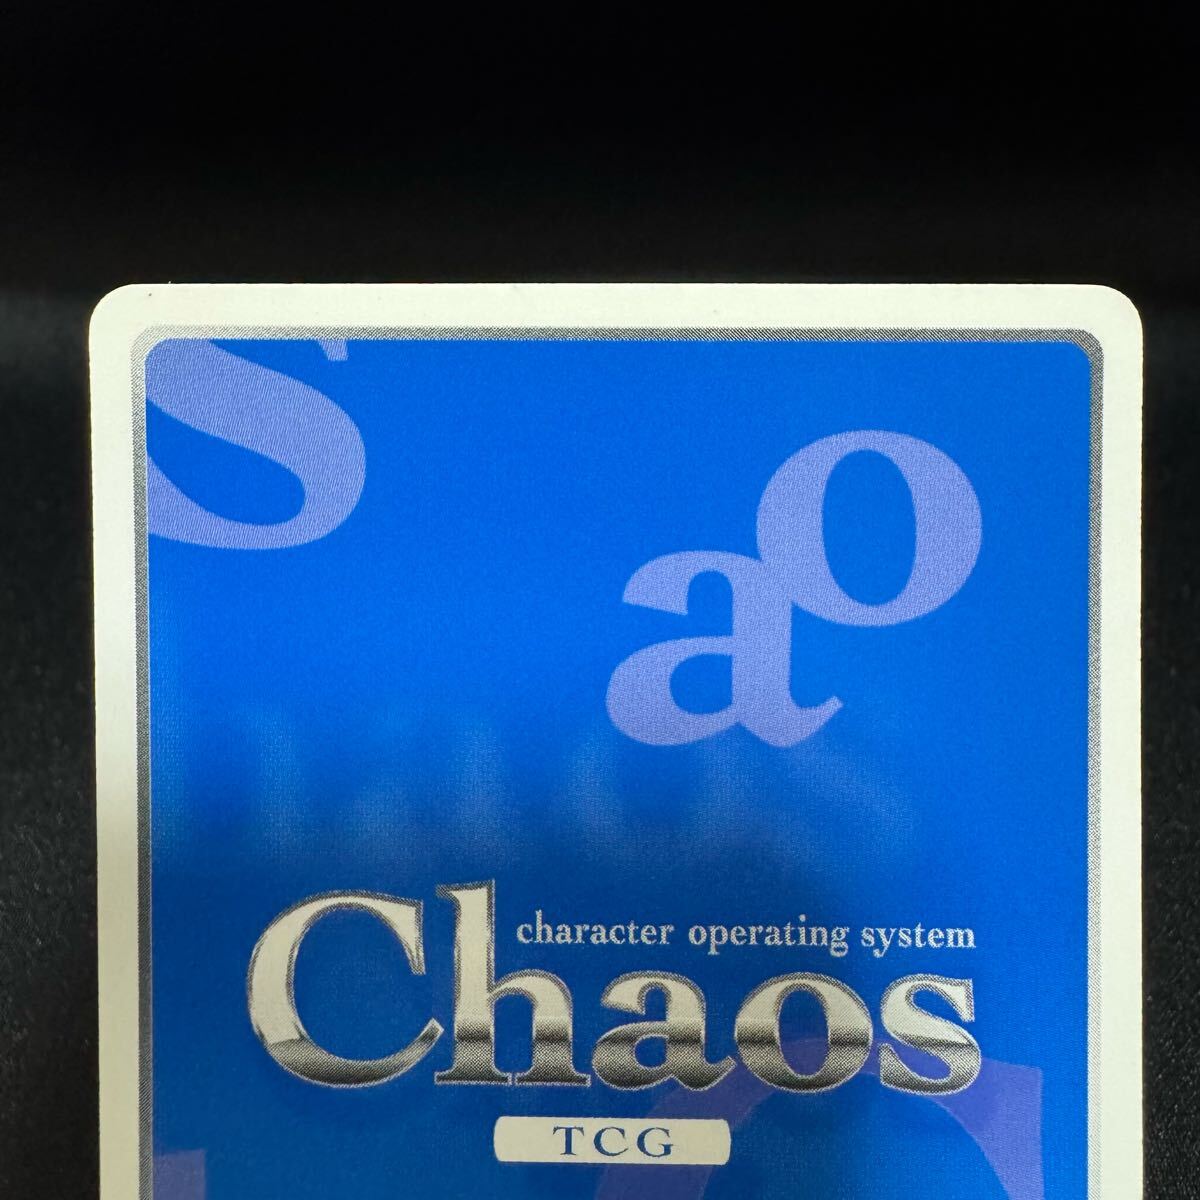 s
o
a
character operating system
Chaos
TCG